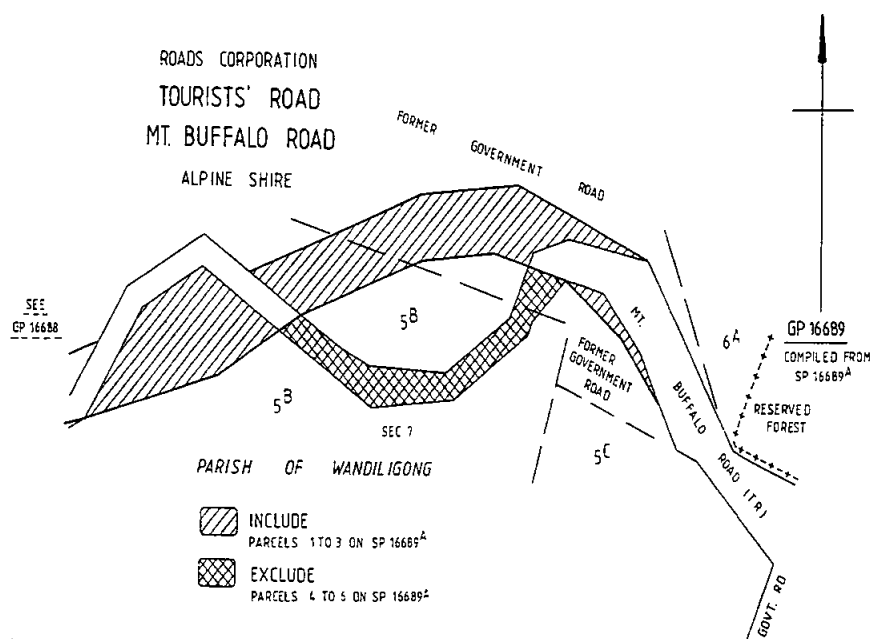 ROADS CORPORATION
TOURISTS' ROAD
MT. BUFFALO ROAD
ALPINE SHIRE
FORMER GOVERNMENT ROAD
SEE
GP 16688
5B
5B
MT. BUFFALO ROAD (TR)
6A
GP 16689
COMPILED FROM
SP 16689A
RESERVED
FOREST
FORMER
GOVERNMENT
ROAD
SEC 7
5C
PARISH OF WANDILIGONG
INCLUDE
PARCELS 1 TO 3 ON SP 16689A
EXCLUDE
PARCELS 4 TO 5 ON SP 16689A
GOVT. RD